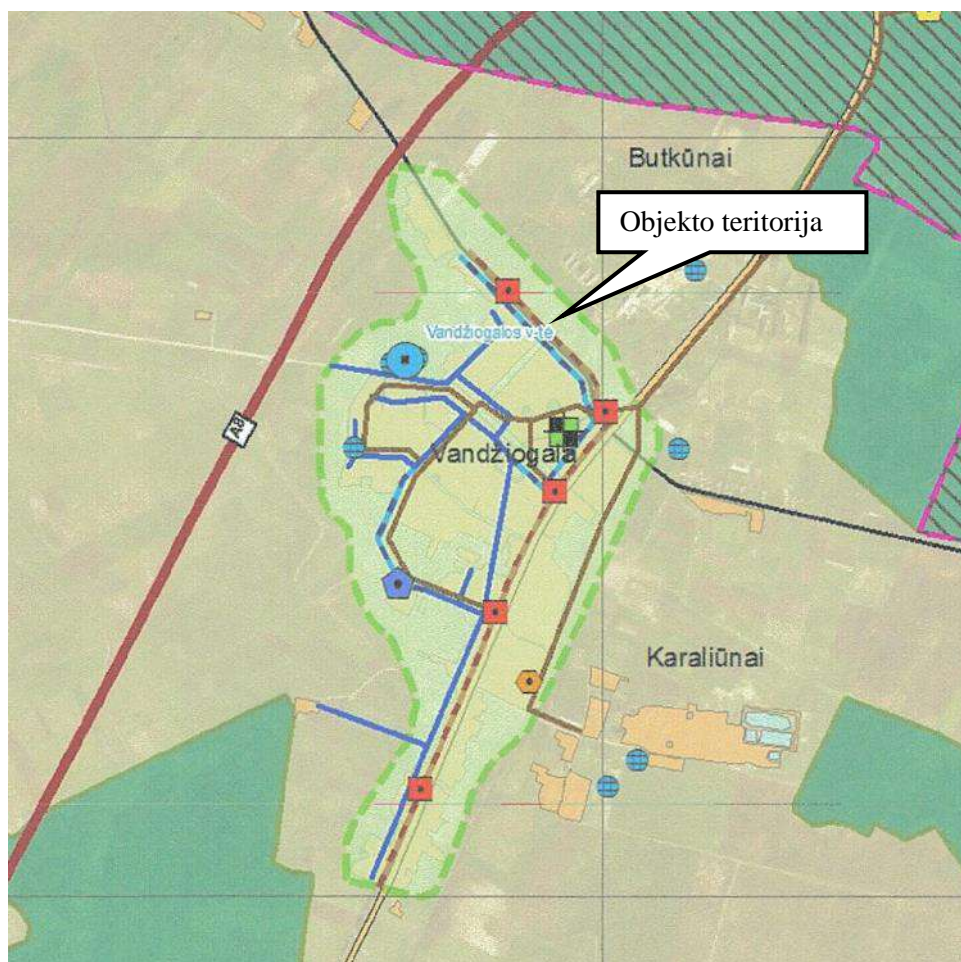 Butkūnai
Objekto teritorija
Vandžiogalos v-tė
A8
Vandžiogala
Karaliūnai